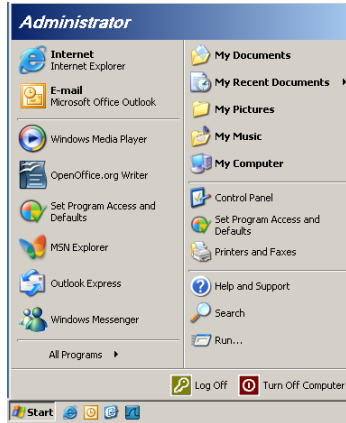 Administrator
Internet
Internet Explorer
E-mail
Microsoft Office Outlook
Windows Media Player
OpenOffice.org Writer
Set Program Access and
Defaults
MSN Explorer
Outlook Express
Windows Messenger
All Programs
My Documents
My Recent Documents
My Pictures
My Music
My Computer
Control Panel
Set Program Access and
Defaults
Printers and Faxes
Help and Support
Search
Run...
Log Off
Turn Off Computer
Start